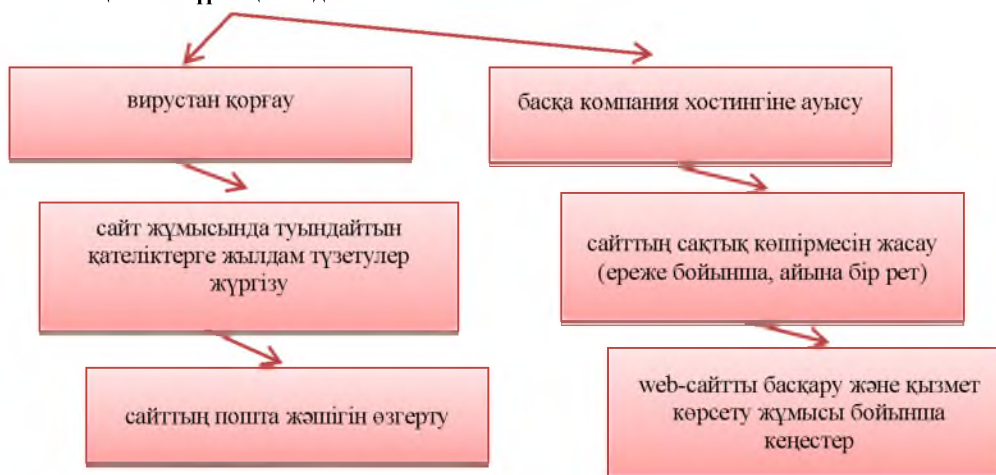 вирустан қорғау
басқа компания хостингіне ауысу
сайт жұмысында туындайтын
қателіктерге жылдам түзетулер
жүргізу
сайттың сақтық көшірмесін жасау
(ереже бойынша, айына бір рет)
сайттың пошта жәшігін өзгерту
web-сайтты басқару және қызмет
көрсету жұмысы бойынша
кеңестер